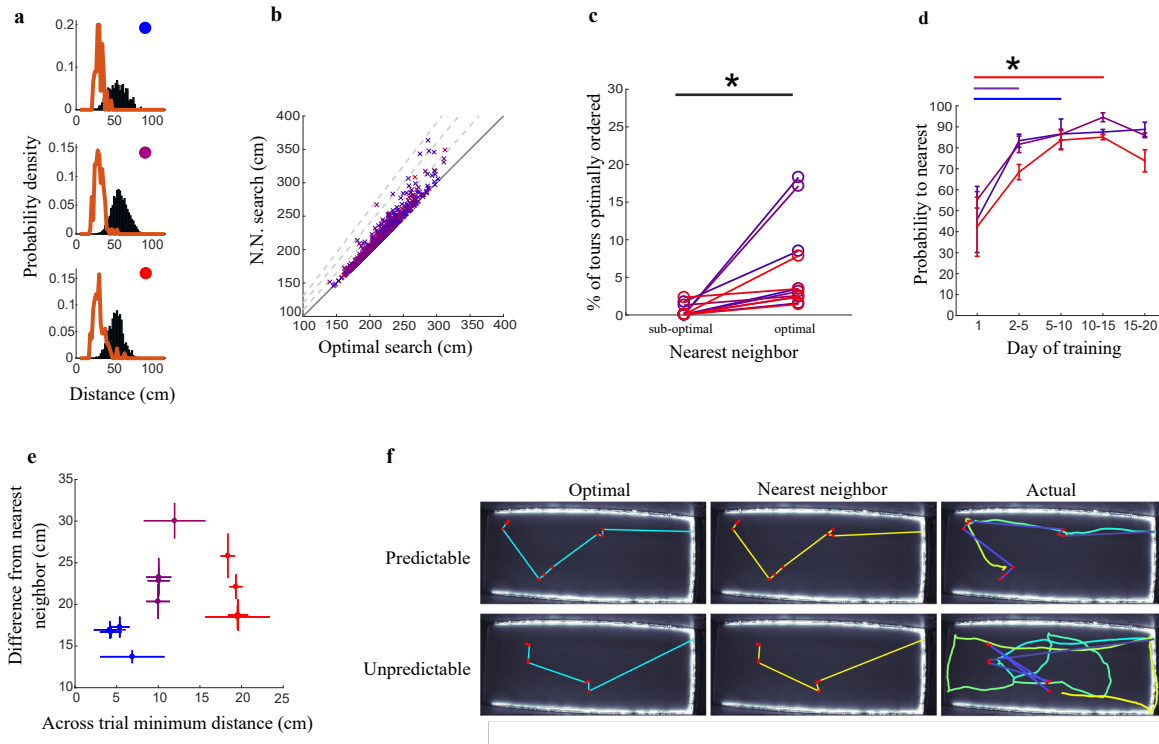 a
0.2
0.1
0
0 50 100
0.15
0.1
0.05
0
0 50 100
0.15
0.1
0.05
0
0 50 100
Probability density
Distance (cm)
b
400
350
300
250
200
150
100
100 150 200 250 300 350 400
N.N. search (cm)
Optimal search (cm)
c
*
30
25
20
15
10
5
0
sub-optimal optimal
% of tours optimally ordered
Nearest neighbor
d
*
100
90
80
70
60
50
40
30
20
10
0
1 2-5 5-10 10-15 15-20
Probability to nearest
Day of training
e
35
30
25
20
15
10
0 5 10 15 20 25
Difference from nearest
neighbor (cm)
Across trial minimum distance (cm)
f
Optimal Nearest neighbor Actual
Predictable
Unpredictable